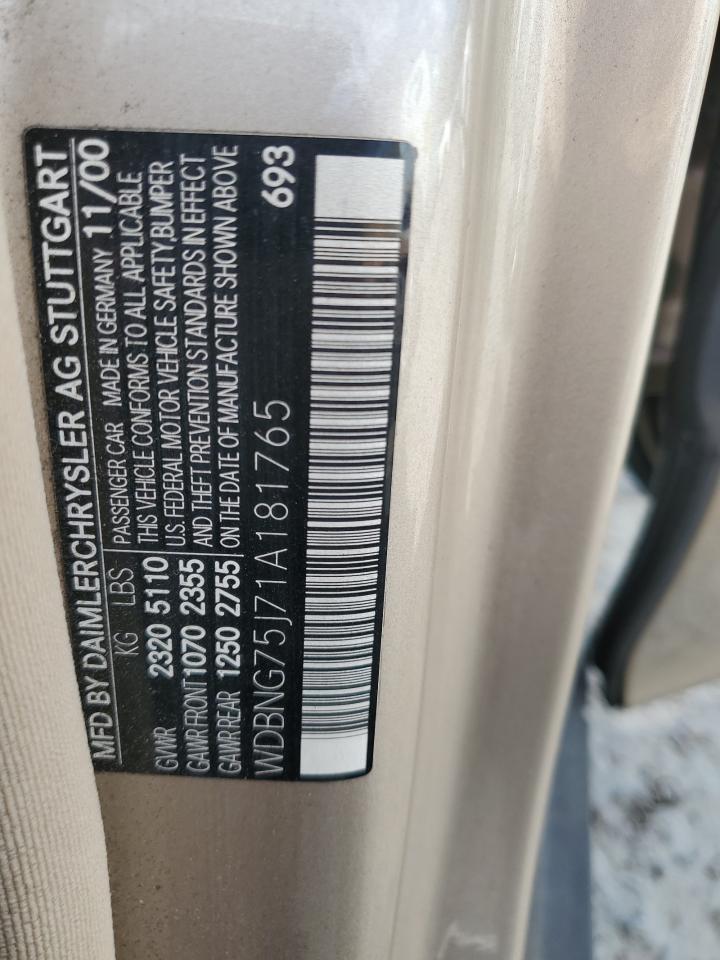 MFD BY DAIMLERCHRYSLER AG STUTTGART
KG LBS PASSENGER CAR MADE IN GERMANY 11/00
GVWR 2320 5110 THIS VEHICLE CONFORMS TO ALL APPLICABLE
U.S. FEDERAL MOTOR VEHICLE SAFETY,BUMPER
GAWR FRONT 1070 2355 AND THEFT PREVENTION STANDARDS IN EFFECT
GAWR REAR 1250 2755 ON THE DATE OF MANUFACTURE SHOWN ABOVE
WDBNG75J71A181765 693